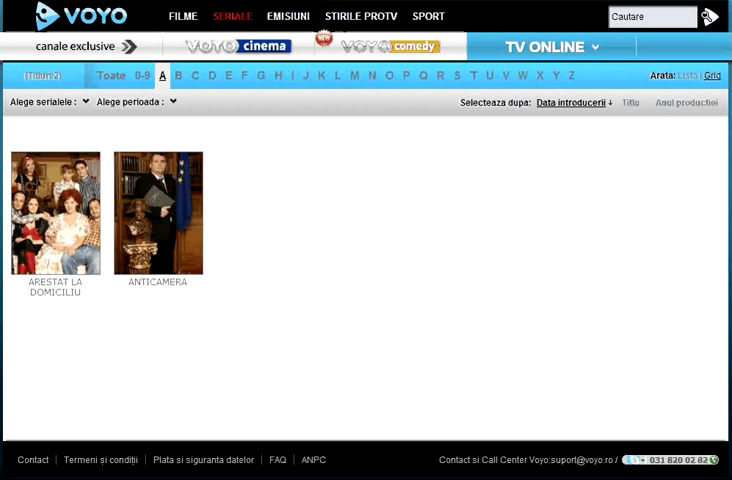 VOYO
FILME SERIALE EMISIUNI STIRILE PROTV SPORT
Cautare
canale exclusive
VOYO cinema
NEW
VOYO comedy
TV ONLINE
(Titluri:2)
Toate 0-9 A B C D E F G H I J K L M N O P Q R S T U V W X Y Z
Arata: Lista | Grid
Alege serialele : Alege perioada :
Selecteaza dupa: Data introducerii ↓ Titlu Anul productiei
ARESTAT LA
DOMICILIU
ANTICAMERA
Contact | Termeni și condiții | Plata si siguranta datelor | FAQ | ANPC
Contact si Call Center Voyo:suport@voyo.ro / 031 820 02 82